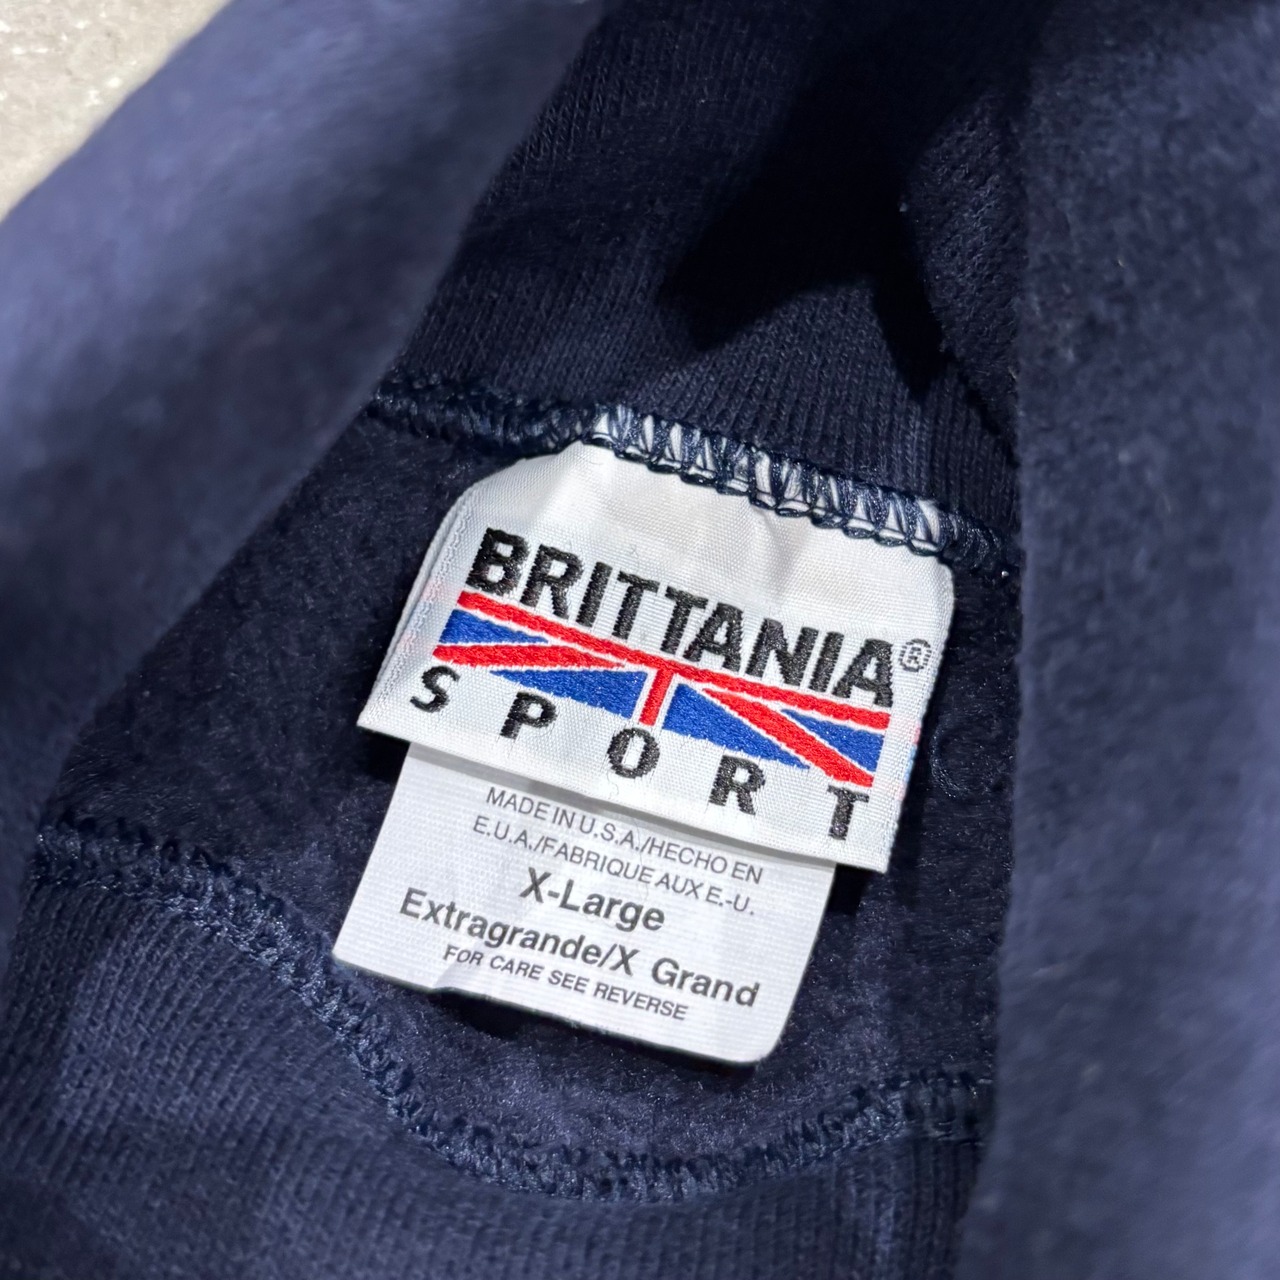 BRITTANIA®
SPORT
MADE IN U.S.A./HECHO EN
E.U.A./FABRIQUE AUX E.-U.
X-Large
Extragrande/X Grand
FOR CARE SEE REVERSE